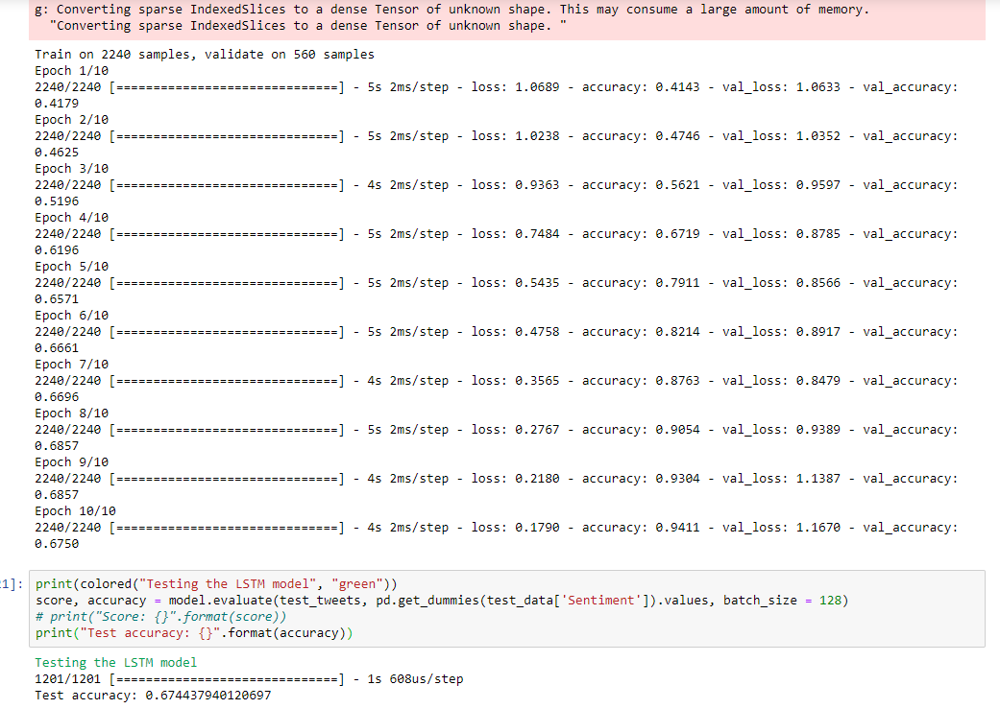 g: Converting sparse IndexedSlices to a dense Tensor of unknown shape. This may consume a large amount of memory.
"Converting sparse IndexedSlices to a dense Tensor of unknown shape. "
Train on 2240 samples, validate on 560 samples
Epoch 1/10
2240/2240 [==============================] - 5s 2ms/step - loss: 1.0689 - accuracy: 0.4143 - val_loss: 1.0633 - val_accuracy:
0.4179
Epoch 2/10
2240/2240 [==============================] - 5s 2ms/step - loss: 1.0238 - accuracy: 0.4746 - val_loss: 1.0352 - val_accuracy:
0.4625
Epoch 3/10
2240/2240 [==============================] - 4s 2ms/step - loss: 0.9363 - accuracy: 0.5621 - val_loss: 0.9597 - val_accuracy:
0.5196
Epoch 4/10
2240/2240 [==============================] - 5s 2ms/step - loss: 0.7484 - accuracy: 0.6719 - val_loss: 0.8785 - val_accuracy:
0.6196
Epoch 5/10
2240/2240 [==============================] - 5s 2ms/step - loss: 0.5435 - accuracy: 0.7911 - val_loss: 0.8566 - val_accuracy:
0.6571
Epoch 6/10
2240/2240 [==============================] - 5s 2ms/step - loss: 0.4758 - accuracy: 0.8214 - val_loss: 0.8917 - val_accuracy:
0.6661
Epoch 7/10
2240/2240 [==============================] - 4s 2ms/step - loss: 0.3565 - accuracy: 0.8763 - val_loss: 0.8479 - val_accuracy:
0.6696
Epoch 8/10
2240/2240 [==============================] - 5s 2ms/step - loss: 0.2767 - accuracy: 0.9054 - val_loss: 0.9389 - val_accuracy:
0.6857
Epoch 9/10
2240/2240 [==============================] - 4s 2ms/step - loss: 0.2180 - accuracy: 0.9304 - val_loss: 1.1387 - val_accuracy:
0.6857
Epoch 10/10
2240/2240 [==============================] - 4s 2ms/step - loss: 0.1790 - accuracy: 0.9411 - val_loss: 1.1670 - val_accuracy:
0.6750
1]: print(colored("Testing the LSTM model", "green"))
score, accuracy = model.evaluate(test_tweets, pd.get_dummies(test_data['Sentiment']).values, batch_size = 128)
# print("Score: {}".format(score))
print("Test accuracy: {}".format(accuracy))
Testing the LSTM model
1201/1201 [==============================] - 1s 608us/step
Test accuracy: 0.674437940120697